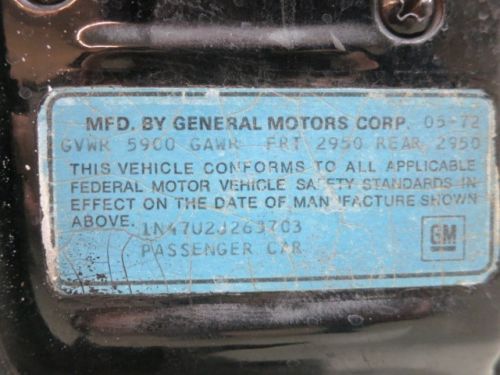 MFD. BY GENERAL MOTORS CORP. 05-72
GVWR 5900 GAWR FRT 2950 REAR 2950
THIS VEHICLE CONFORMS TO ALL APPLICABLE
FEDERAL MOTOR VEHICLE SAFETY STANDARDS IN
EFFECT ON THE DATE OF MANUFACTURE SHOWN
ABOVE. 1N47U2J263703
PASSENGER CAR
GM